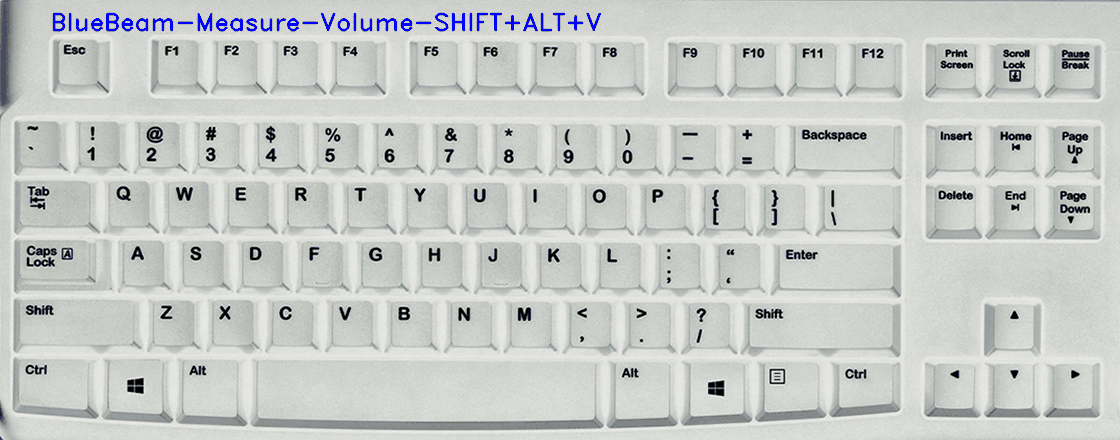 BlueBeam-Measure-Volume-SHIFT+ALT+V
Esc F1 F2 F3 F4 F5 F6 F7 F8 F9 F10 F11 F12 Print Screen Scroll Lock Pause Break
~ ! @ # $ % ^ & * ( ) — + Backspace Insert Home Page Up
` 1 2 3 4 5 6 7 8 9 0 - =
Tab Q W E R T Y U I O P { } | Delete End Page Down
[ ] \
Caps Lock A A S D F G H J K L : “ Enter
; ‘
Shift Z X C V B N M < > ? Shift
, . /
Ctrl Alt Alt Ctrl